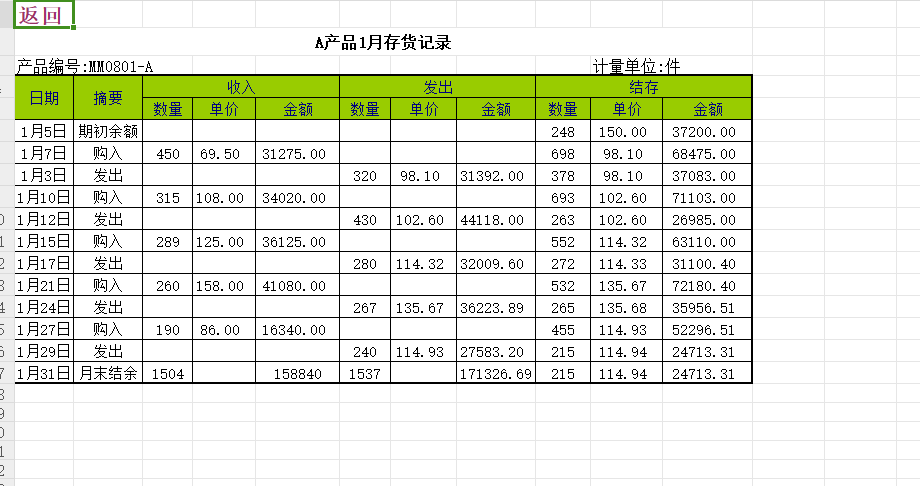 返回
A产品1月存货记录
产品编号:MM0801-A 计量单位:件
日期 摘要 收入 发出 结存
数量 单价 金额 数量 单价 金额 数量 单价 金额
1月5日 期初余额 248 150.00 37200.00
1月7日 购入 450 69.50 31275.00 698 98.10 68475.00
1月3日 发出 320 98.10 31392.00 378 98.10 37083.00
1月10日 购入 315 108.00 34020.00 693 102.60 71103.00
1月12日 发出 430 102.60 44118.00 263 102.60 26985.00
1月15日 购入 289 125.00 36125.00 552 114.32 63110.00
1月17日 发出 280 114.32 32009.60 272 114.33 31100.40
1月21日 购入 260 158.00 41080.00 532 135.67 72180.40
1月24日 发出 267 135.67 36223.89 265 135.68 35956.51
1月27日 购入 190 86.00 16340.00 455 114.93 52296.51
1月29日 发出 240 114.93 27583.20 215 114.94 24713.31
1月31日 月末结余 1504 158840 1537 171326.69 215 114.94 24713.31